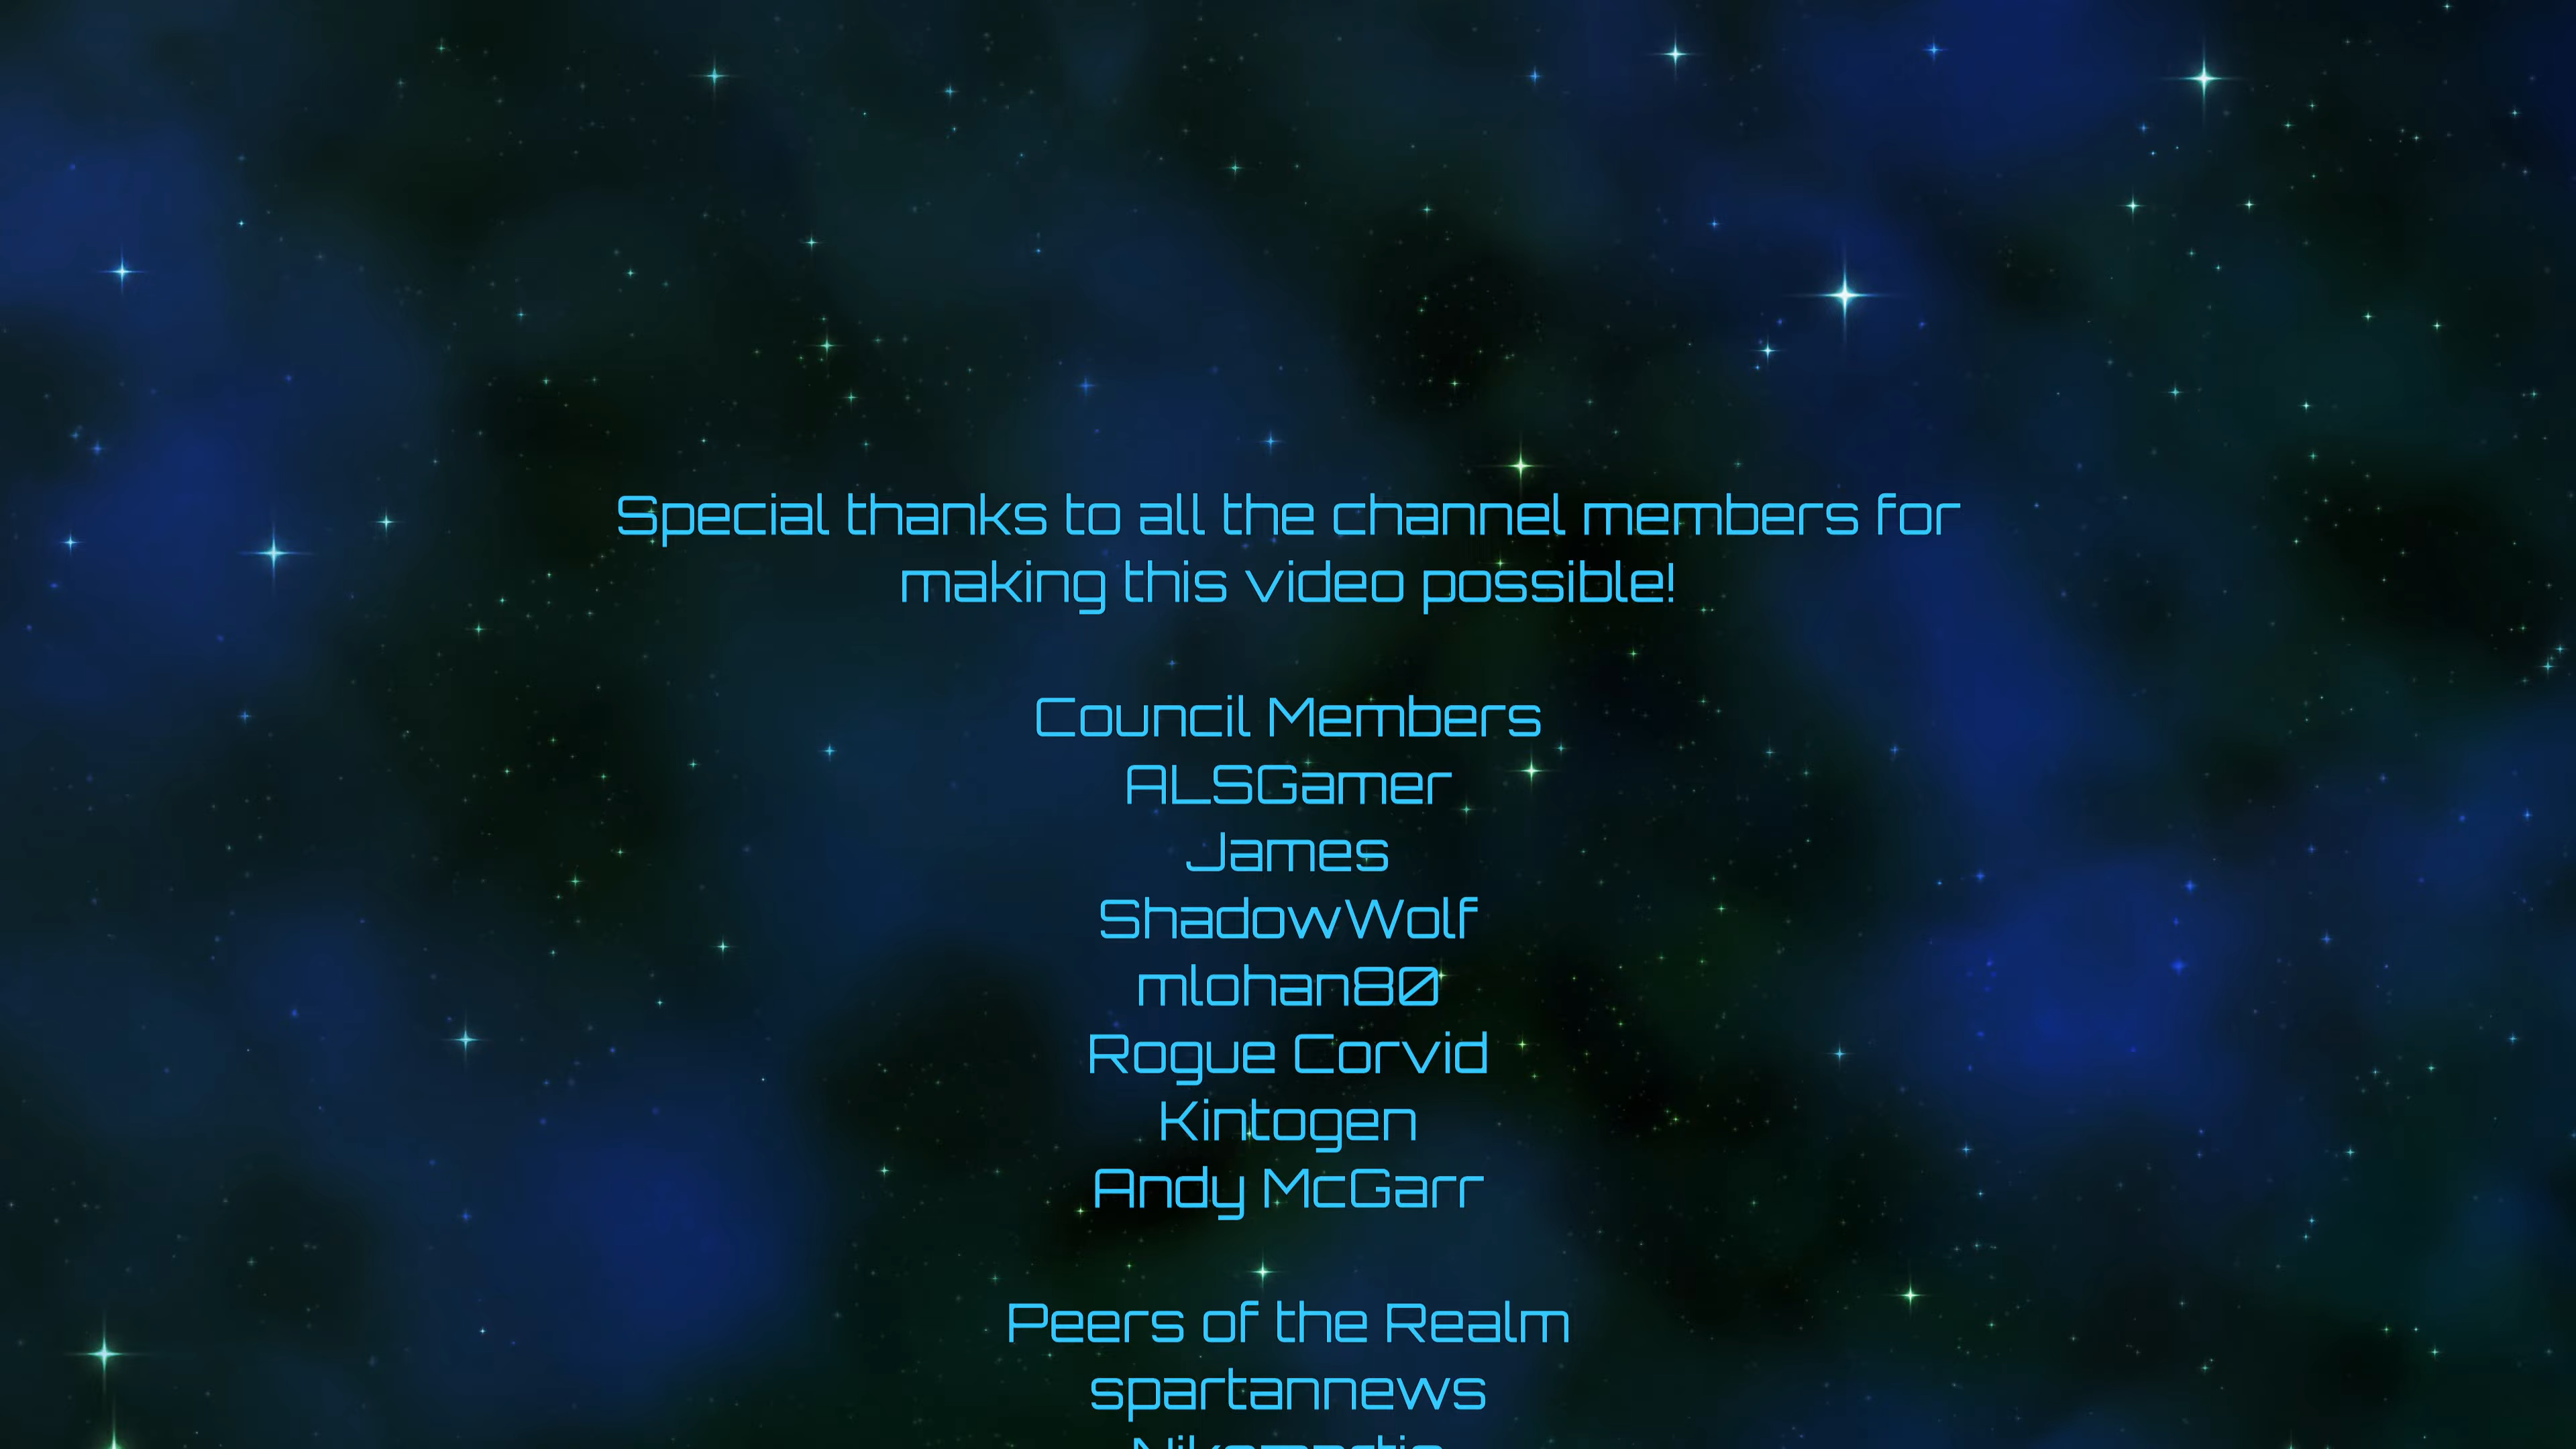 Special thanks to all the channel members for
making this video possible!
Council Members
ALSGamer
James
ShadowWolf
mlohan80
Rogue Corvid
Kintogen
Andy McGarr
Peers of the Realm
spartannews